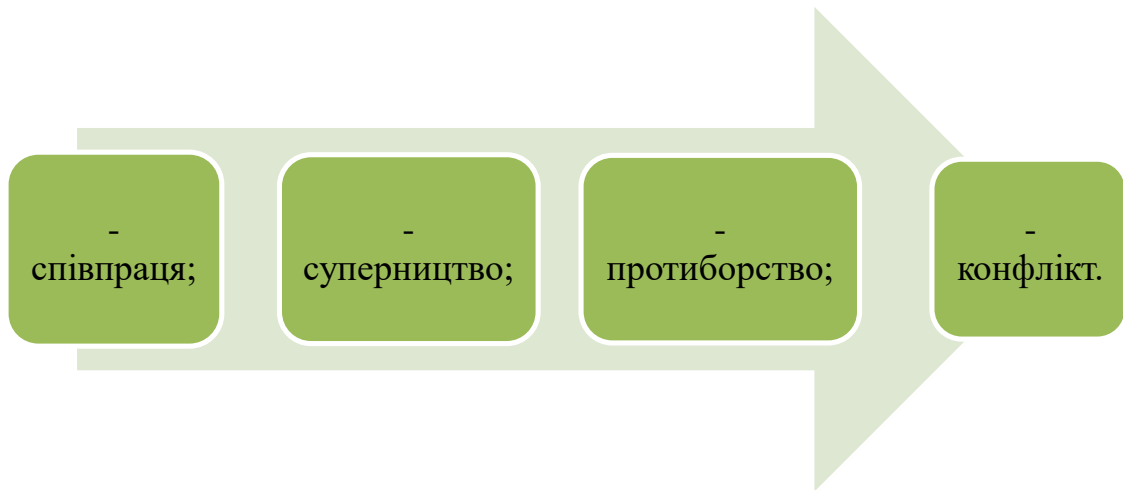 -
співпраця;
-
суперництво;
-
протиборство;
-
конфлікт.